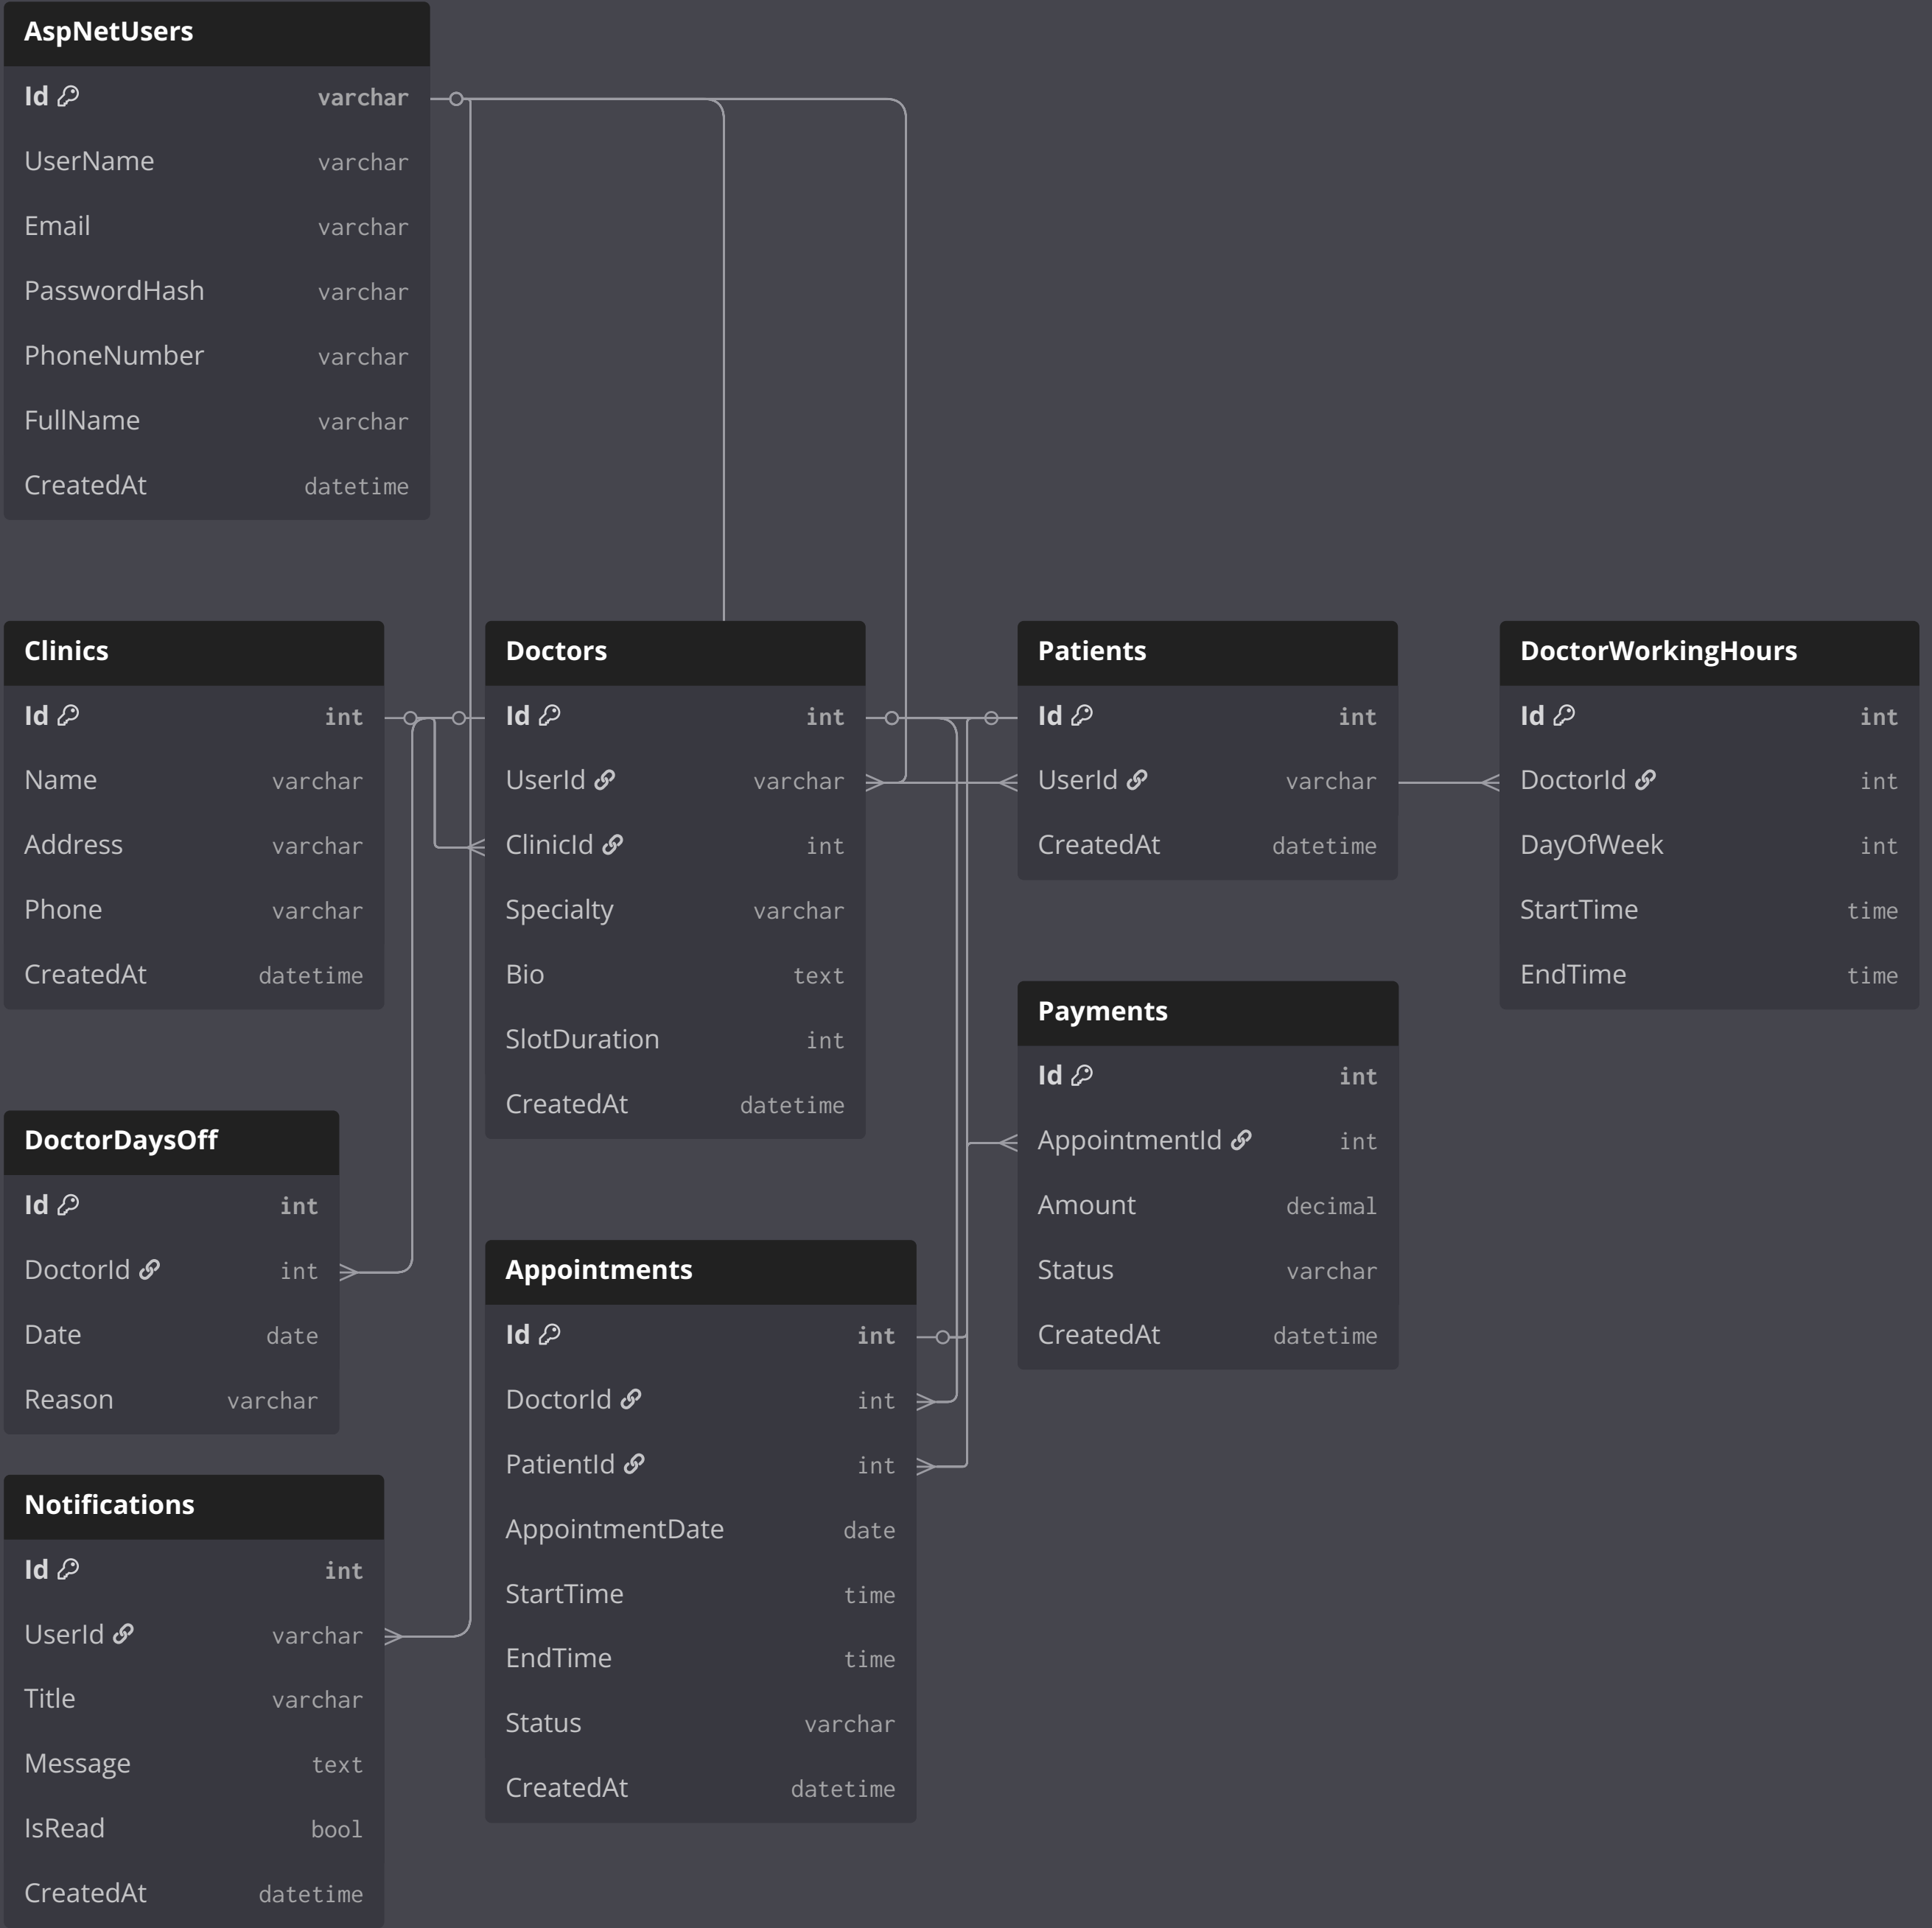 AspNetUsers
Id varchar
UserName varchar
Email varchar
PasswordHash varchar
PhoneNumber varchar
FullName varchar
CreatedAt datetime
Clinics
Id int
Name varchar
Address varchar
Phone varchar
CreatedAt datetime
Doctors
Id int
UserId varchar
ClinicId int
Specialty varchar
Bio text
SlotDuration int
CreatedAt datetime
Patients
Id int
UserId varchar
CreatedAt datetime
DoctorWorkingHours
Id int
DoctorId int
DayOfWeek int
StartTime time
EndTime time
Payments
Id int
AppointmentId int
Amount decimal
Status varchar
CreatedAt datetime
DoctorDaysOff
Id int
DoctorId int
Date date
Reason varchar
Appointments
Id int
DoctorId int
PatientId int
AppointmentDate date
StartTime time
EndTime time
Status varchar
CreatedAt datetime
Notifications
Id int
UserId varchar
Title varchar
Message text
IsRead bool
CreatedAt datetime